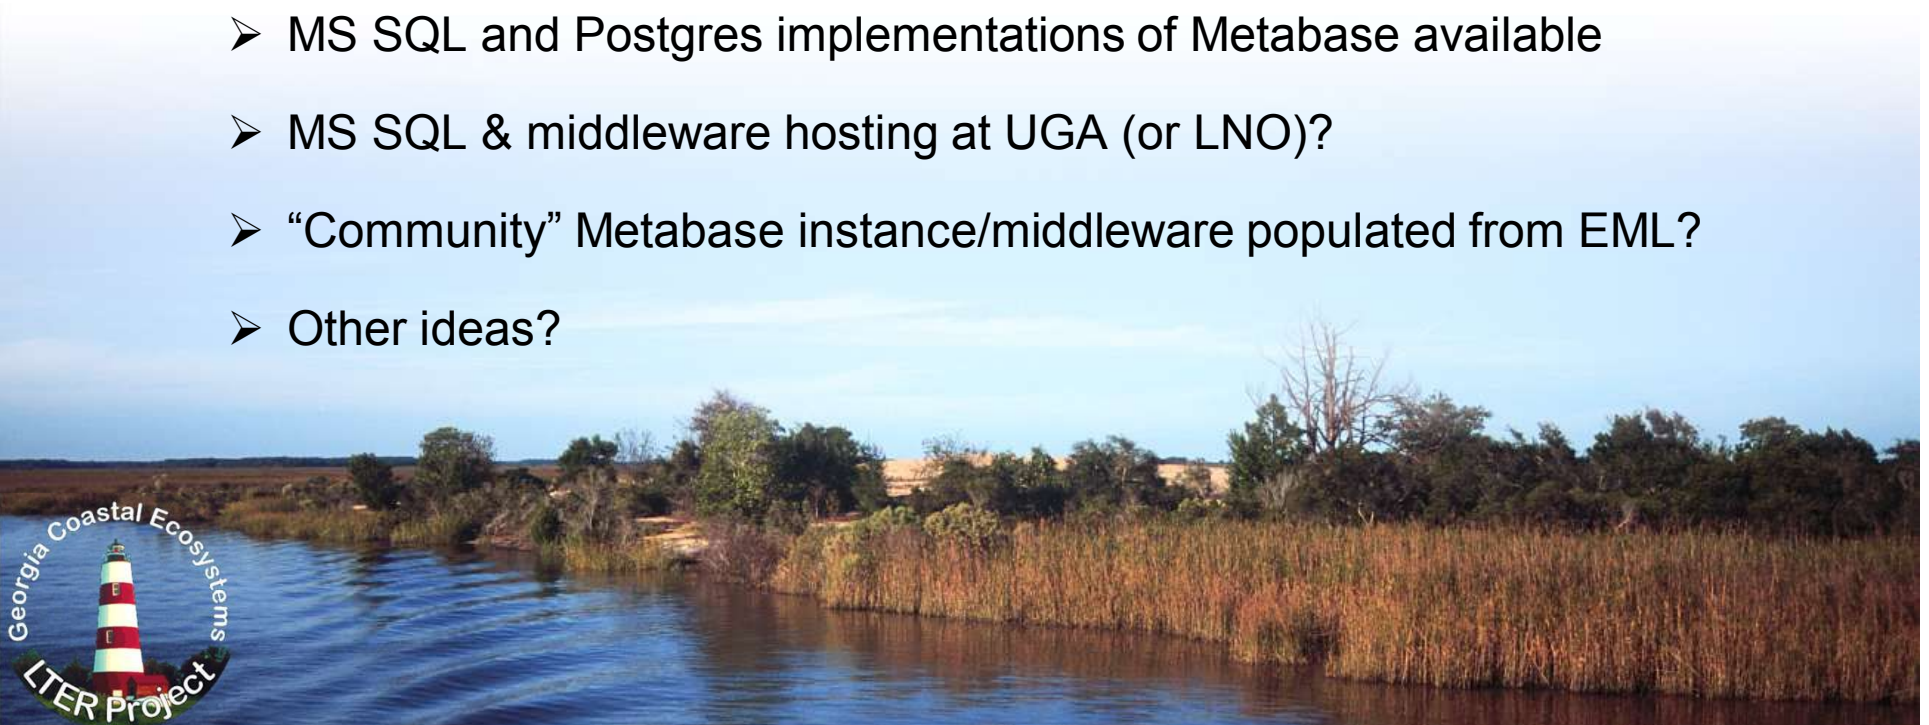 ➢ MS SQL and Postgres implementations of Metabase available
➢ MS SQL & middleware hosting at UGA (or LNO)?
➢ “Community” Metabase instance/middleware populated from EML?
➢ Other ideas?
Georgia Coastal Ecosystems
LTER Project